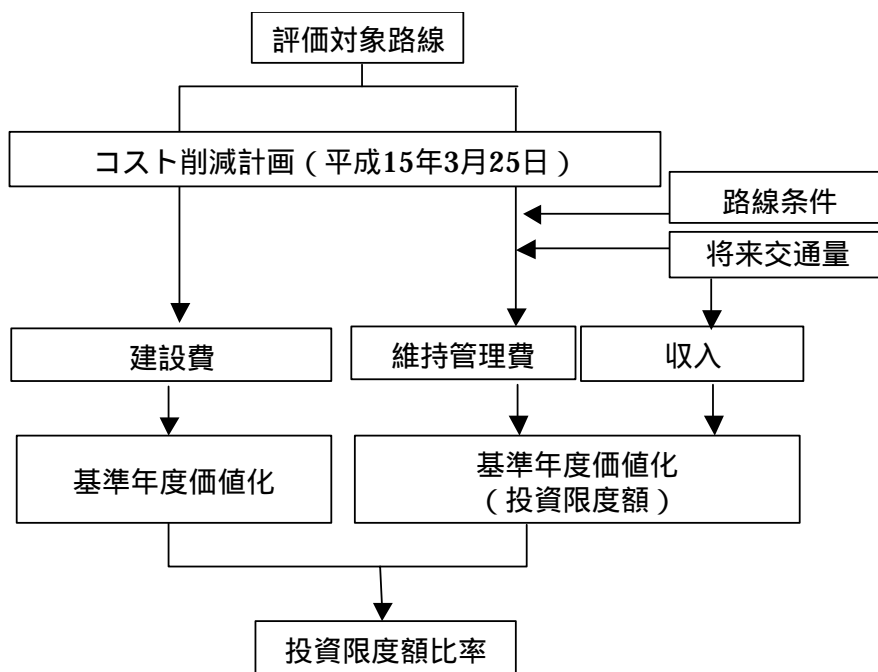 評価対象路線
コスト削減計画（平成15年3月25日）
路線条件
将来交通量
建設費
維持管理費
収入
基準年度価値化
基準年度価値化
（投資限度額）
投資限度額比率